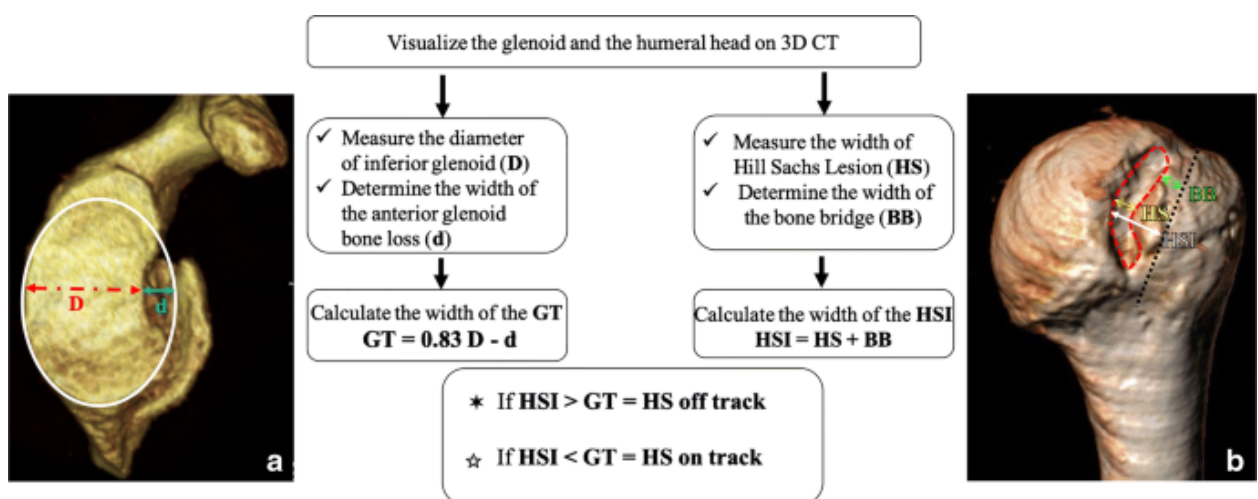 Visualize the glenoid and the humeral head on 3D CT
✓ Measure the diameter
of inferior glenoid (D)
✓ Determine the width of
the anterior glenoid
bone loss (d)
✓ Measure the width of
Hill Sachs Lesion (HS)
✓ Determine the width of
the bone bridge (BB)
Calculate the width of the GT
GT = 0.83 D - d
Calculate the width of the HSI
HSI = HS + BB
✶ If HSI > GT = HS off track
☆ If HSI < GT = HS on track
D
d
a
BB
HS
HSI
b